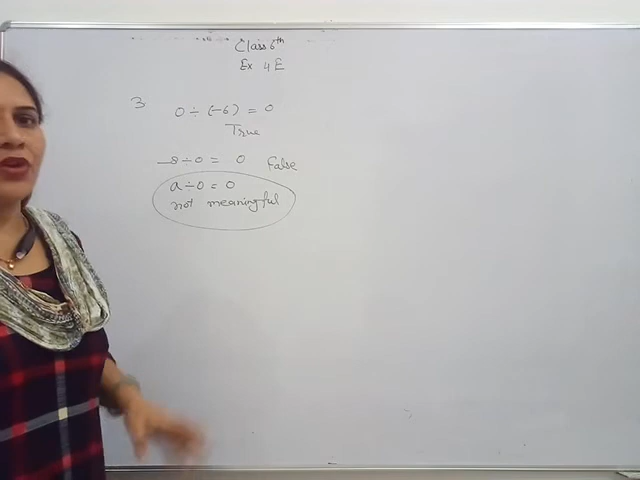 Class 6th
Ex 4E
3 0 ÷ (-6) = 0
True
-8 ÷ 0 = 0 False
a ÷ 0 = 0
not meaningful